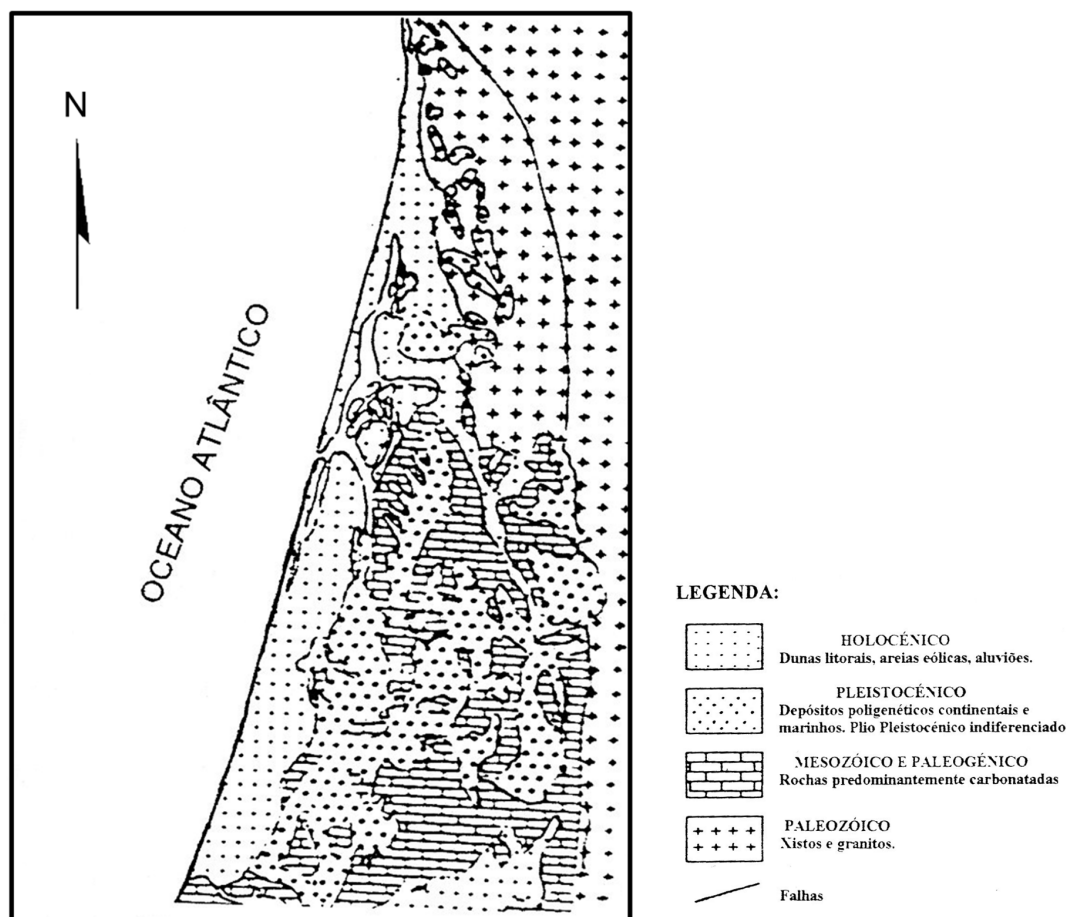 N
OCEANO ATLÂNTICO
LEGENDA:
HOLOCÉNICO
Dunas litorais, areias eólicas, aluviões.
PLEISTOCÉNICO
Depósitos poligenéticos continentais e
marinhos. Plio Pleistocénico indiferenciado
MESOZÓICO E PALEOGÉNICO
Rochas predominantemente carbonatadas
PALEOZÓICO
Xistos e granitos.
Falhas